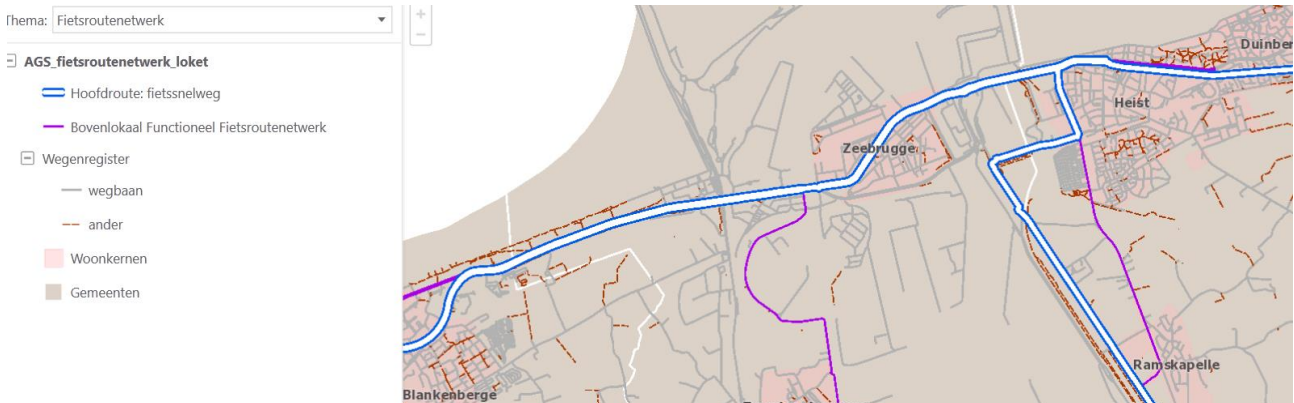 Thema: Fietsroutenetwerk
AGS_fietsroutenetwerk_loket
Hoofdroute: fietssnelweg
Bovenlokaal Functioneel Fietsroutenetwerk
Wegenregister
wegbaan
ander
Woonkernen
Gemeenten
+
−
Duinber
Heist
Zeebrugge
Ramskapelle
Blankenberge